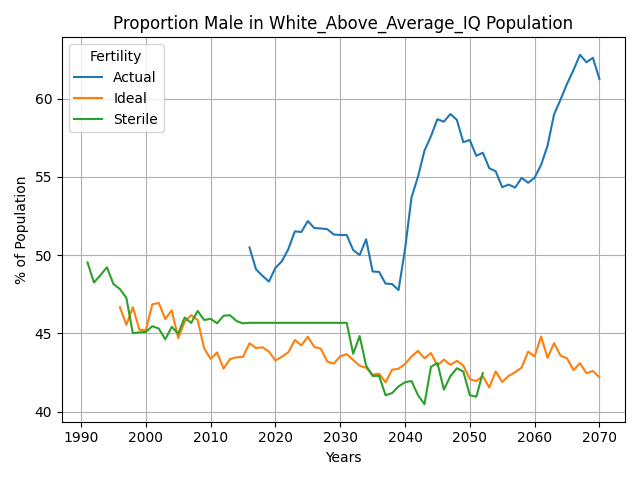 Proportion Male in White_Above_Average_IQ Population
Fertility
Actual
Ideal
Sterile
% of Population
60
55
50
45
40
1990 2000 2010 2020 2030 2040 2050 2060 2070
Years